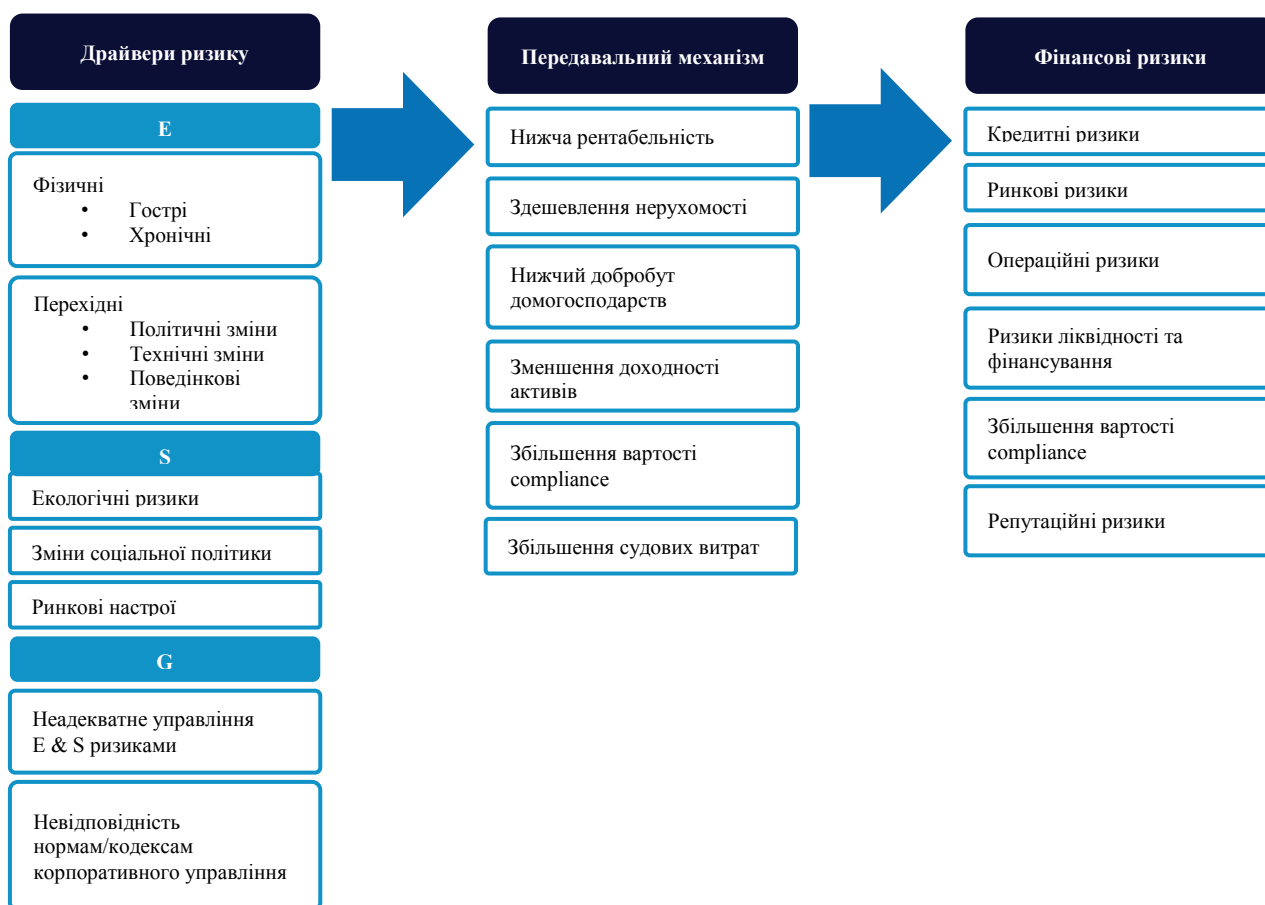 Драйвери ризику
E
Фізичні
• Гострі
• Хронічні
Перехідні
• Політичні зміни
• Технічні зміни
• Поведінкові
зміни
S
Екологічні ризики
Зміни соціальної політики
Ринкові настрої
G
Неадекватне управління
E & S ризиками
Невідповідність
нормам/кодексам
корпоративного управління
Передавальний механізм
Нижча рентабельність
Здешевлення нерухомості
Нижчий добробут
домогосподарств
Зменшення доходності
активів
Збільшення вартості
compliance
Збільшення судових витрат
Фінансові ризики
Кредитні ризики
Ринкові ризики
Операційні ризики
Ризики ліквідності та
фінансування
Збільшення вартості
compliance
Репутаційні ризики